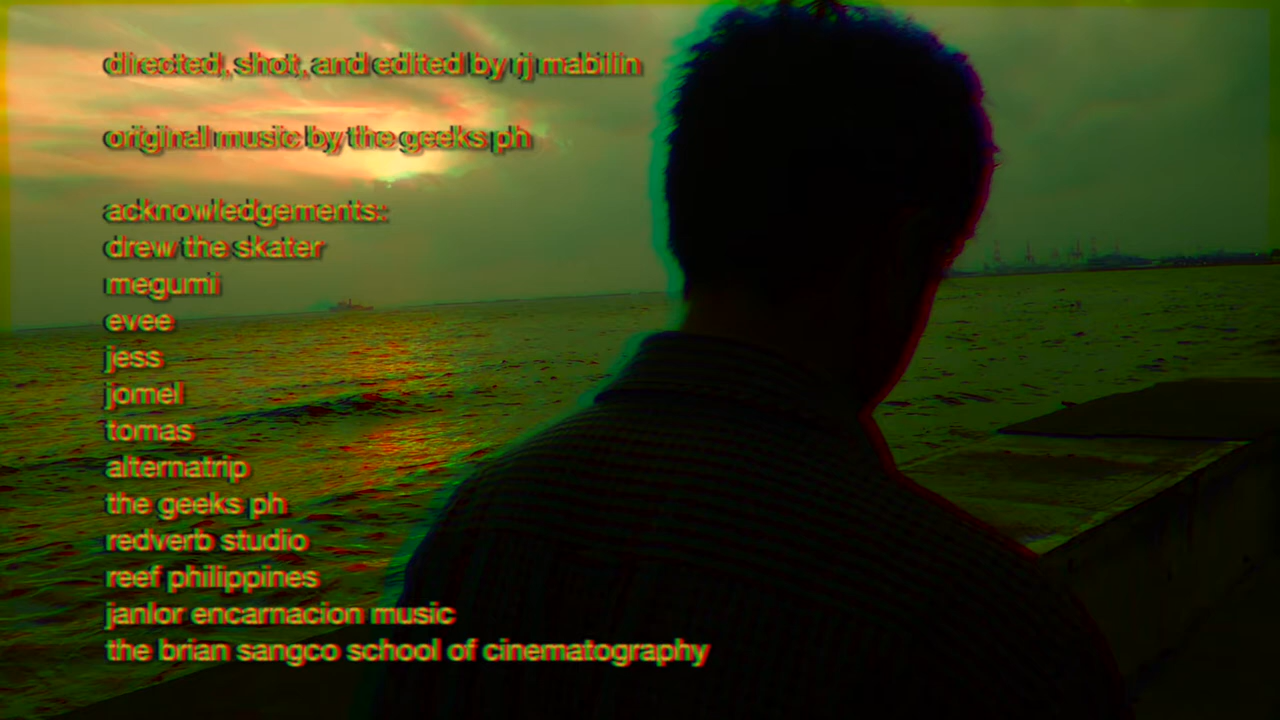 directed, shot, and edited by rj mabilin
original music by the geeks ph
acknowledgements:
drew the skater
megumi
evee
jess
jomel
tomas
alternatrip
the geeks ph
redverb studio
reef philippines
janlor encarnacion music
the brian sangco school of cinematography